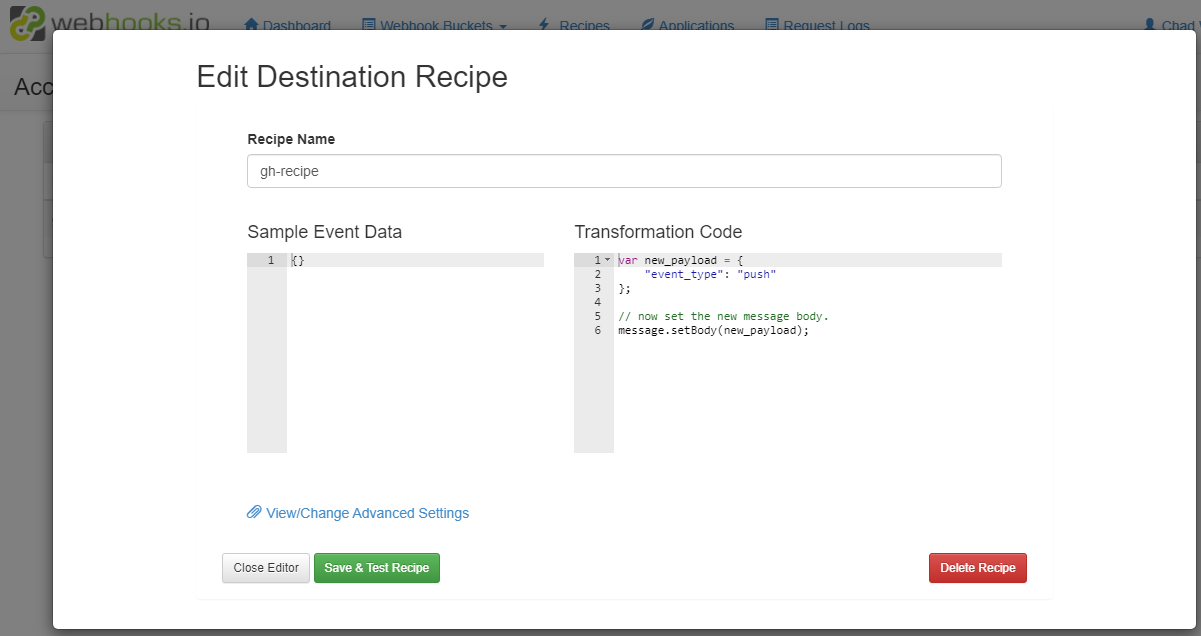 webhooks.io
Dashboard Webhook Buckets Recipes Applications Request Logs Chad
Acc
Edit Destination Recipe
Recipe Name
gh-recipe
Sample Event Data
1 {}
Transformation Code
1 var new_payload = {
2 "event_type": "push"
3 };
4
5 // now set the new message body.
6 message.setBody(new_payload);
View/Change Advanced Settings
Close Editor Save & Test Recipe Delete Recipe